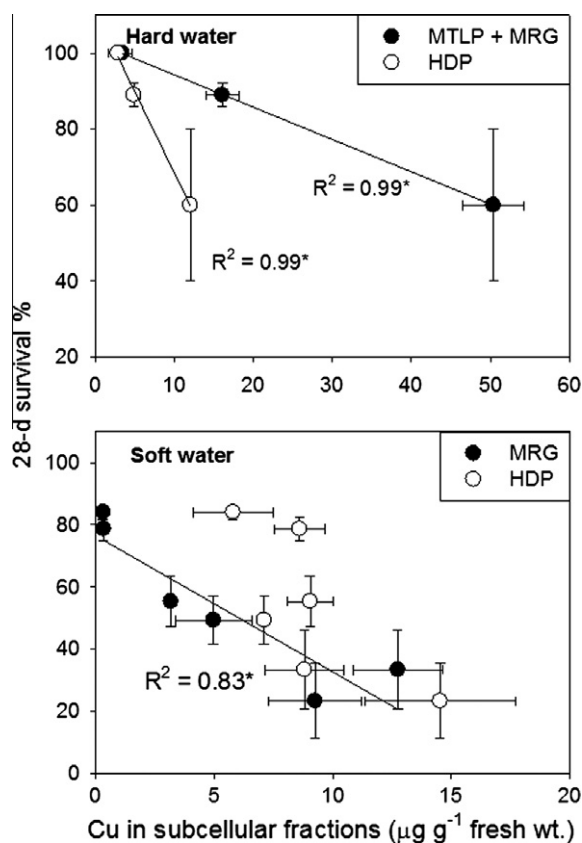 Hard water
MTLP + MRG
HDP
100
80
60
40
20
R² = 0.99*
R² = 0.99*
0 10 20 30 40 50 60
28-d survival %
Soft water
MRG
HDP
100
80
60
40
20
0
R² = 0.83*
0 5 10 15 20
Cu in subcellular fractions (μg g⁻¹ fresh wt.)